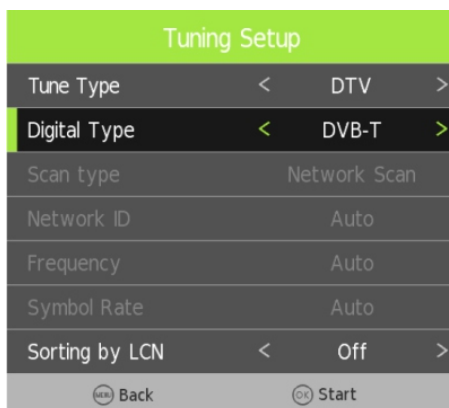 Tuning Setup
Tune Type < DTV >
Digital Type < DVB-T >
Scan type Network Scan
Network ID Auto
Frequency Auto
Symbol Rate Auto
Sorting by LCN < Off >
MENU Back OK Start